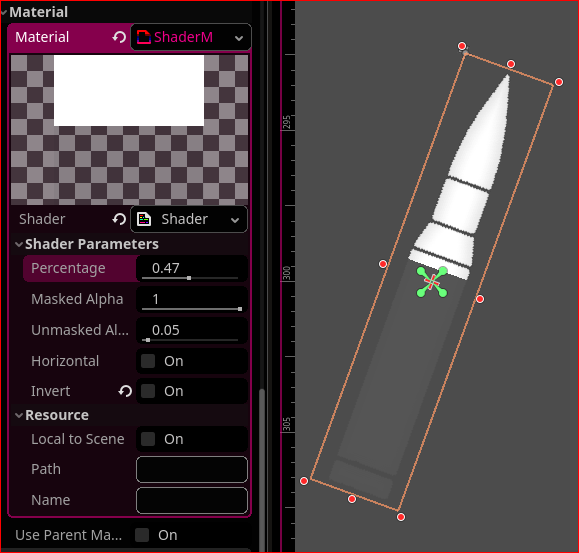 Material
Material ShaderM
Shader Shader
Shader Parameters
Percentage 0.47
Masked Alpha 1
Unmasked Al... 0.05
Horizontal On
Invert On
Resource
Local to Scene On
Path
Name
Use Parent Ma... On
295
300
305